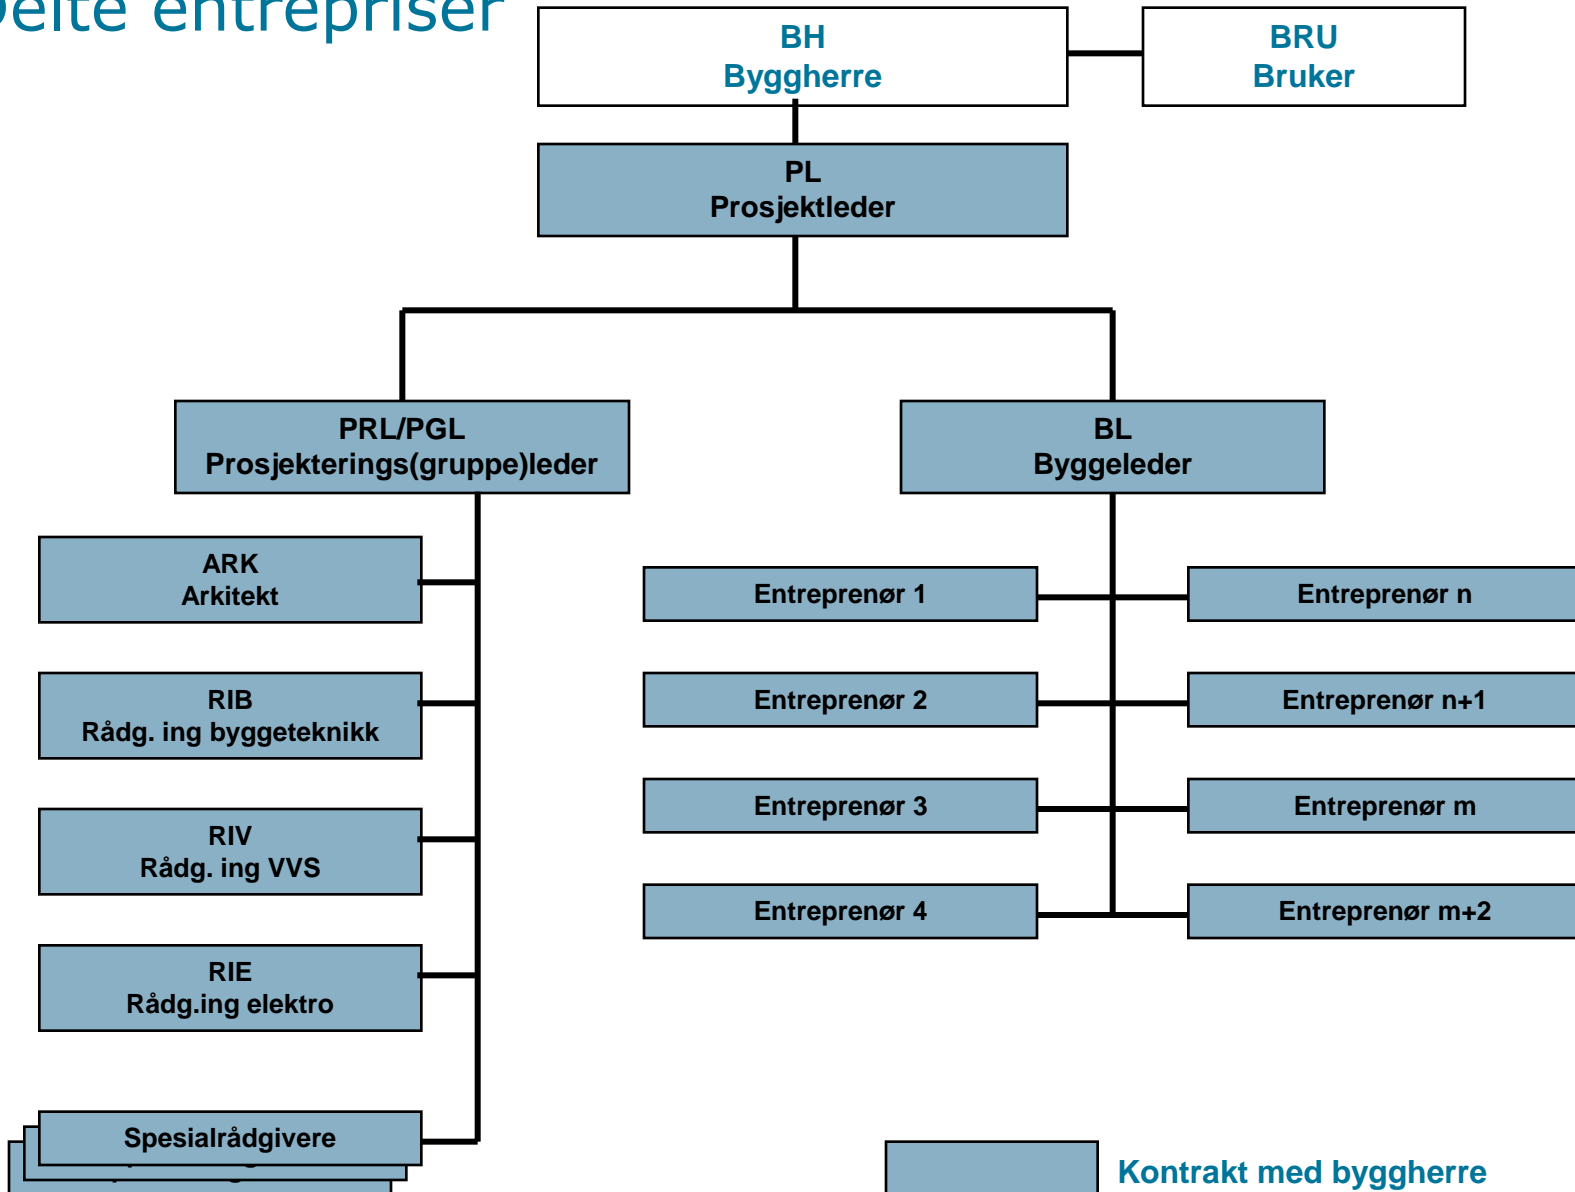 Delte entrepriser
BH
Byggherre
BRU
Bruker
PL
Prosjektleder
PRL/PGL
Prosjekterings(gruppe)leder
BL
Byggeleder
ARK
Arkitekt
RIB
Rådg. ing byggeteknikk
RIV
Rådg. ing VVS
RIE
Rådg.ing elektro
Spesialrådgivere
Entreprenør 1
Entreprenør n
Entreprenør 2
Entreprenør n+1
Entreprenør 3
Entreprenør m
Entreprenør 4
Entreprenør m+2
Kontrakt med byggherre